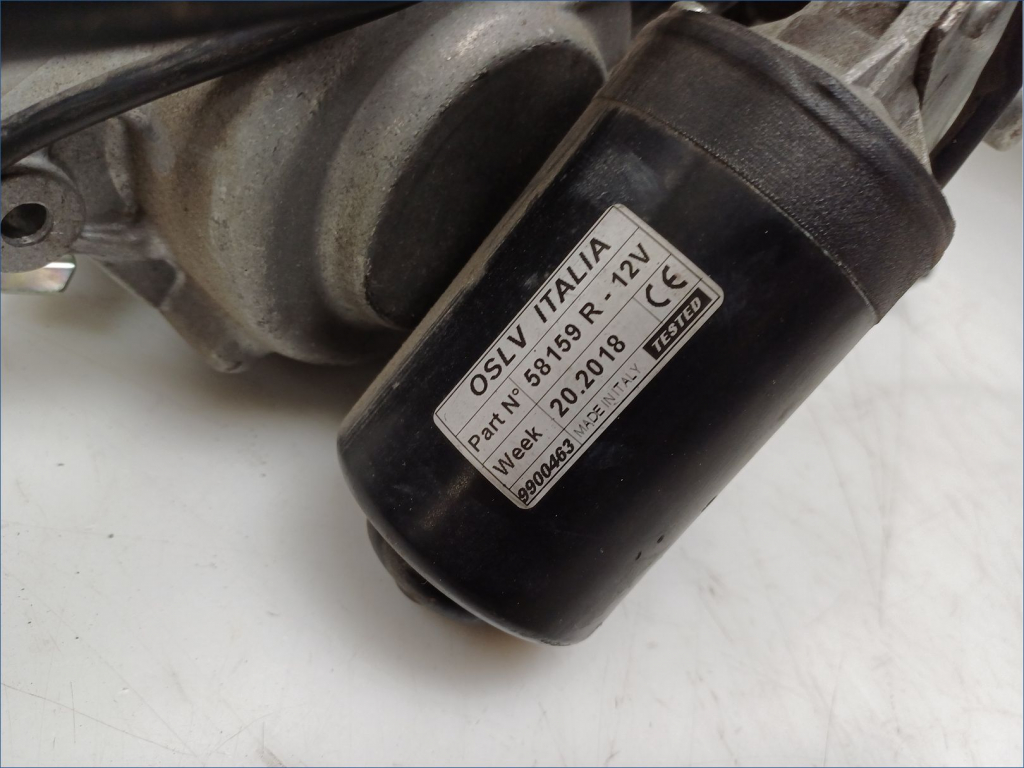 OSLV ITALIA
Part N° 58159 R - 12V
Week 20.2018 CE
9900463 MADE IN ITALY TESTED